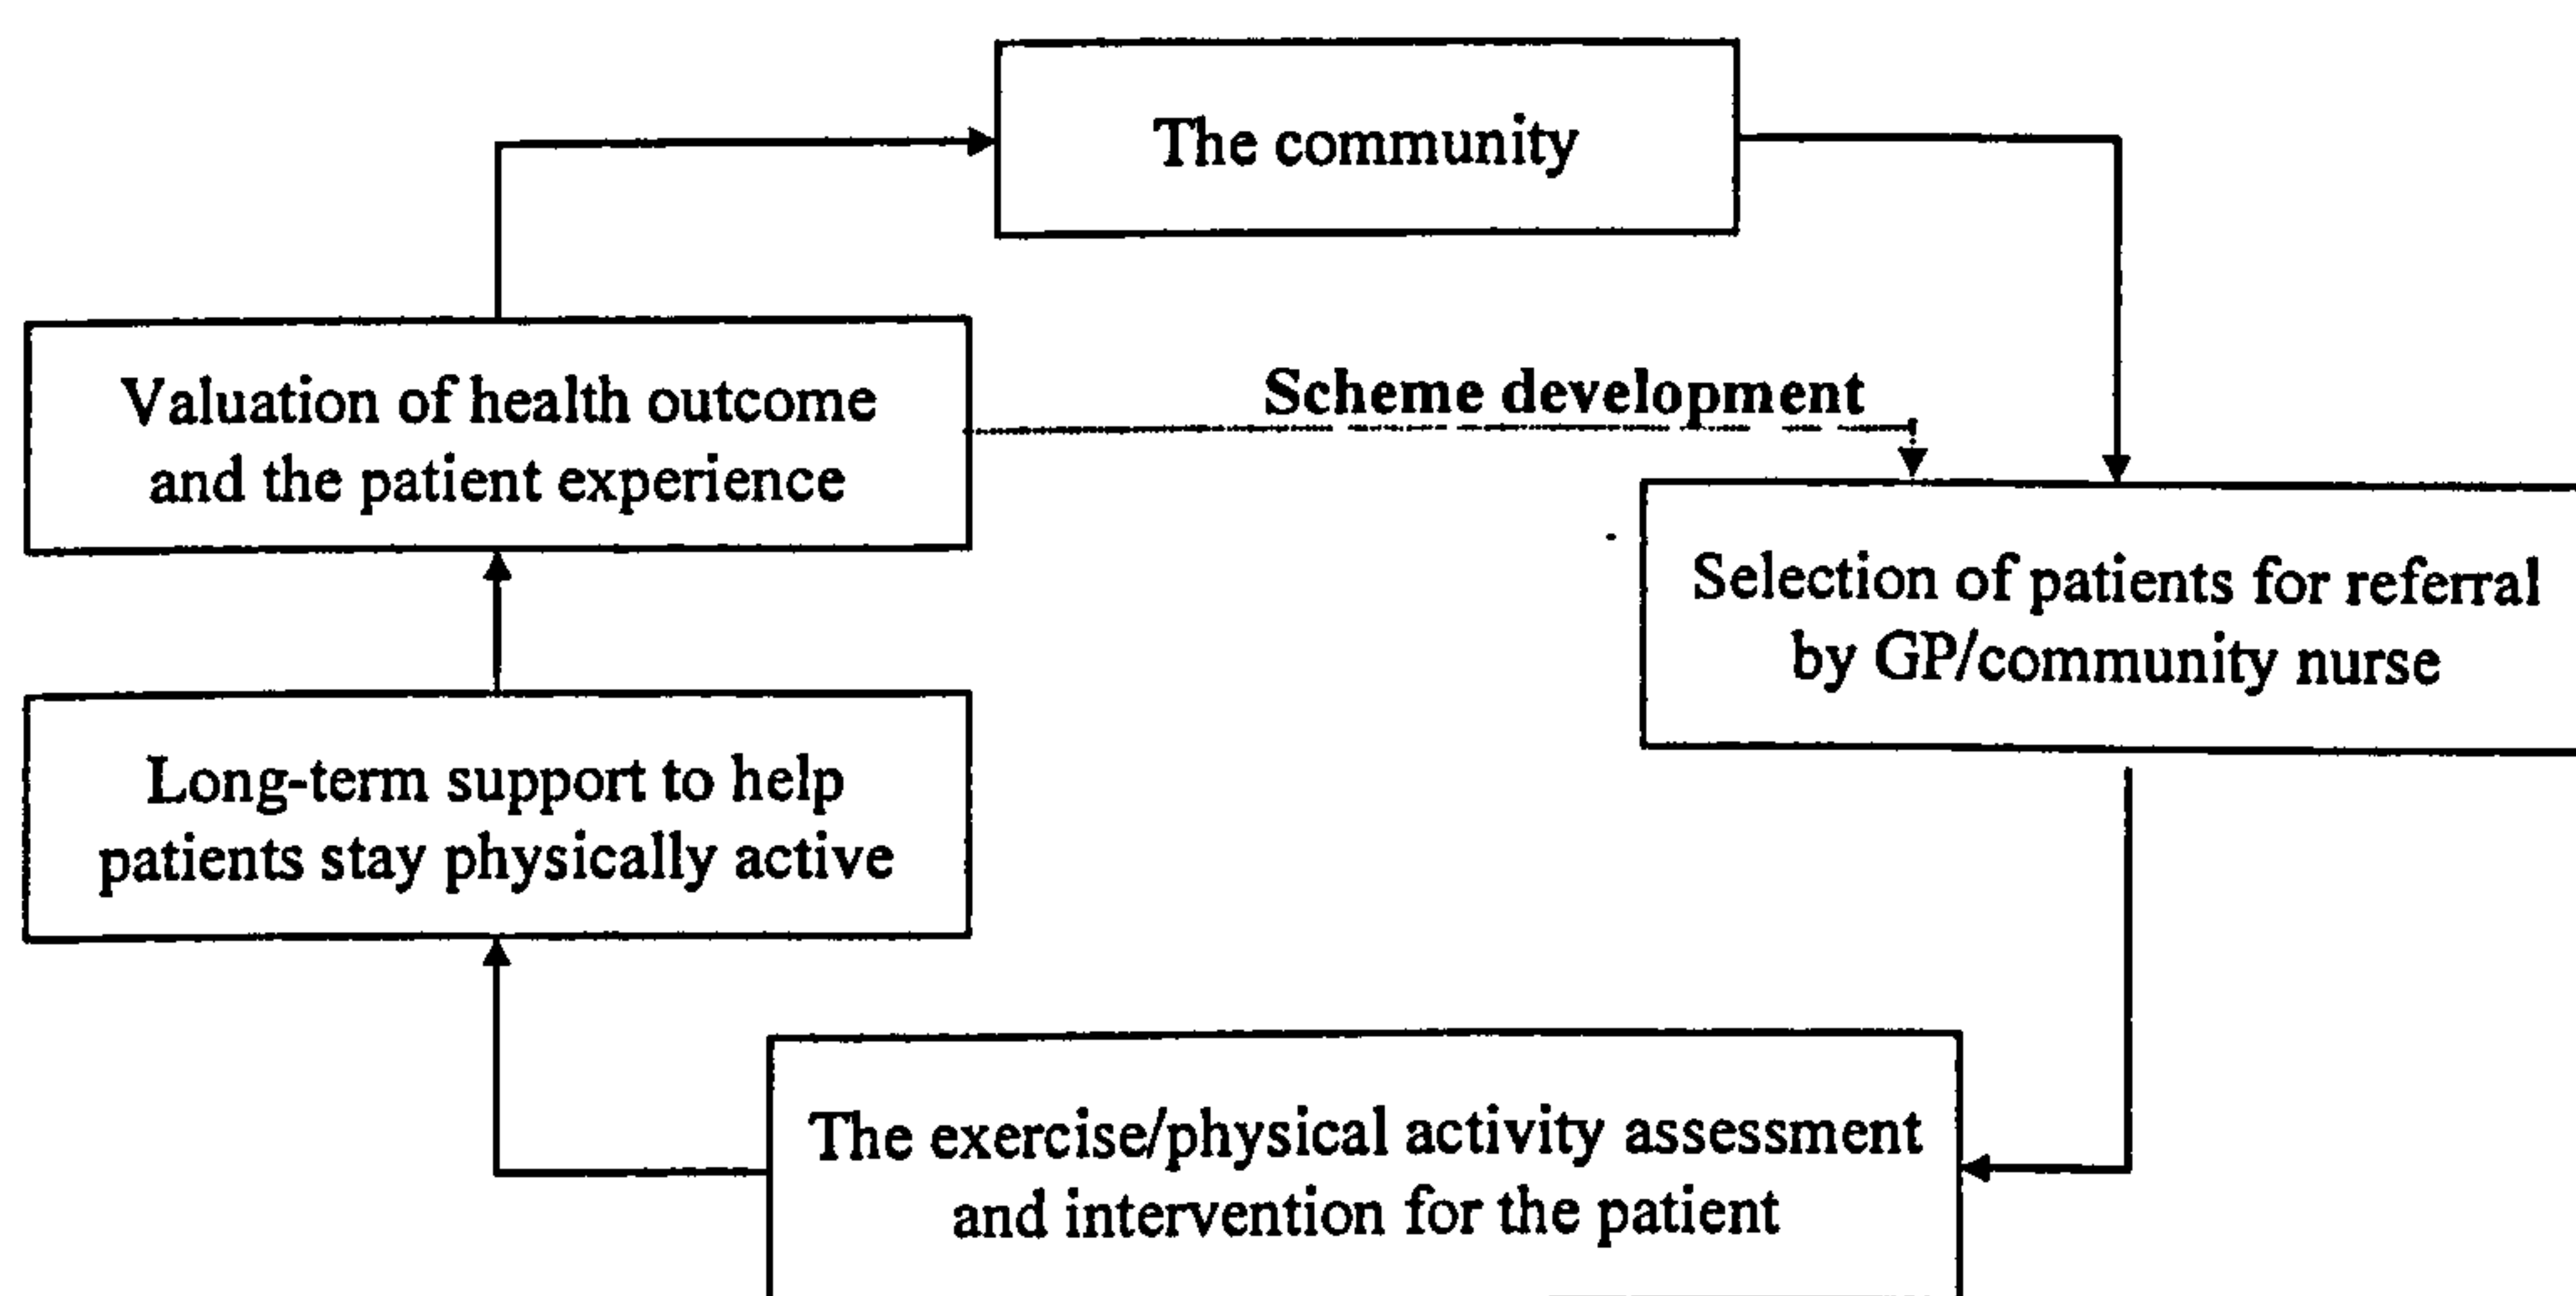 The community
Valuation of health outcome
and the patient experience
Scheme development
Selection of patients for referral
by GP/community nurse
Long-term support to help
patients stay physically active
The exercise/physical activity assessment
and intervention for the patient